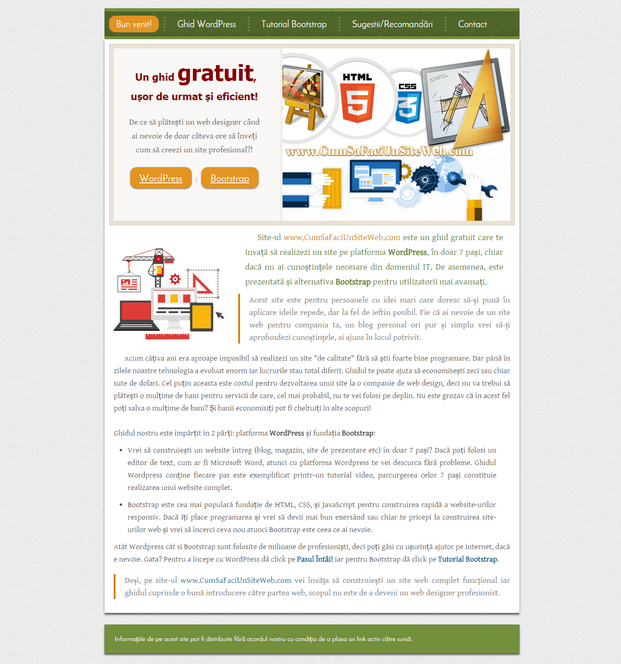 Bun venit! Ghid WordPress Tutorial Bootstrap Sugestii/Recomandări Contact
Un ghid gratuit,
ușor de urmat și eficient!
De ce să plătești un web designer când
ai nevoie de doar câteva ore să înveți
cum să creezi un site profesional?!
WordPress | Bootstrap
HTML
5
CSS
3
www.CumSaFaciUnSiteWeb.com
Site-ul www.CumSaFaciUnSiteWeb.com este un ghid gratuit care te
invață să realizezi un site pe platforma WordPress, în doar 7 pași, chiar
dacă nu ai cunoștințele necesare din domeniul IT. De asemenea, este
prezentată și alternativa Bootstrap pentru utilizatorii mai avansați.
Acest site este pentru persoanele cu idei mari care doresc să-și pună în
aplicare ideile repede, dar la fel de ieftin posibil. Fie că ai nevoie de un site
web pentru compania ta, un blog personal ori pur și simplu vrei să-ți
aprofundezi cunoștințele, ai ajuns în locul potrivit.
Acum câțiva ani era aproape imposibil să realizezi un site "de calitate" fără să știi foarte bine programare. Dar până în
zilele noastre tehnologia a evoluat enorm iar lucrurile stau total diferit. Ghidul te poate ajuta să economisești zeci sau chiar
sute de dolari. Cel puțin aceasta este costul pentru dezvoltarea unui site la o companie de web design, deci nu va trebui să
plătești o mulțime de bani pentru servicii de care, cel mai probabil, nu te vei folosi pe deplin. Nu este grozav că în acest fel
poți salva o mulțime de bani? Și banii economisiți pot fi cheltuiți în alte scopuri!
Ghidul nostru este împărțit în 2 părți: platforma WordPress și fundația Bootstrap:
• Vrei să construiești un website întreg (blog, magazin, site de prezentare etc) în doar 7 pași? Dacă poți folosi un
editor de text, cum ar fi Microsoft Word, atunci cu platforma Wordpress te vei descurca fără probleme. Ghidul
Wordpress conține fiecare pas este exemplificat printr-un tutorial video, parcurgerea celor 7 pași constituie
realizarea unui website complet.
• Bootstrap este cea mai populară fundație de HTML, CSS, și JavaScript pentru construirea rapidă a website-urilor
responsiv. Dacă îți place programarea și vrei să devii mai bun exersând sau chiar te pricepi la construirea site-
urilor web și vrei să încerci ceva nou atunci Bootstrap este ceea ce ai nevoie.
Atât Wordpress cât si Bootstrap sunt folosite de milioane de profesioniști, deci poți găsi cu ușurință ajutor pe internet, dacă
e nevoie. Gata? Pentru a începe cu WordPress dă click pe Pasul Întâi! iar pentru Bootstrap dă click pe Tutorial Bootstrap.
Deși, pe site-ul www.CumSaFaciUnSiteWeb.com vei învăța să construiești un site web complet funcțional iar
ghidul cuprinde o bună introducere către partea web, scopul nu este de a deveni un web designer profesionist.
Informațiile de pe acest site pot fi distribuite fără acordul nostru cu condiția de a plasa un link activ către sursă.